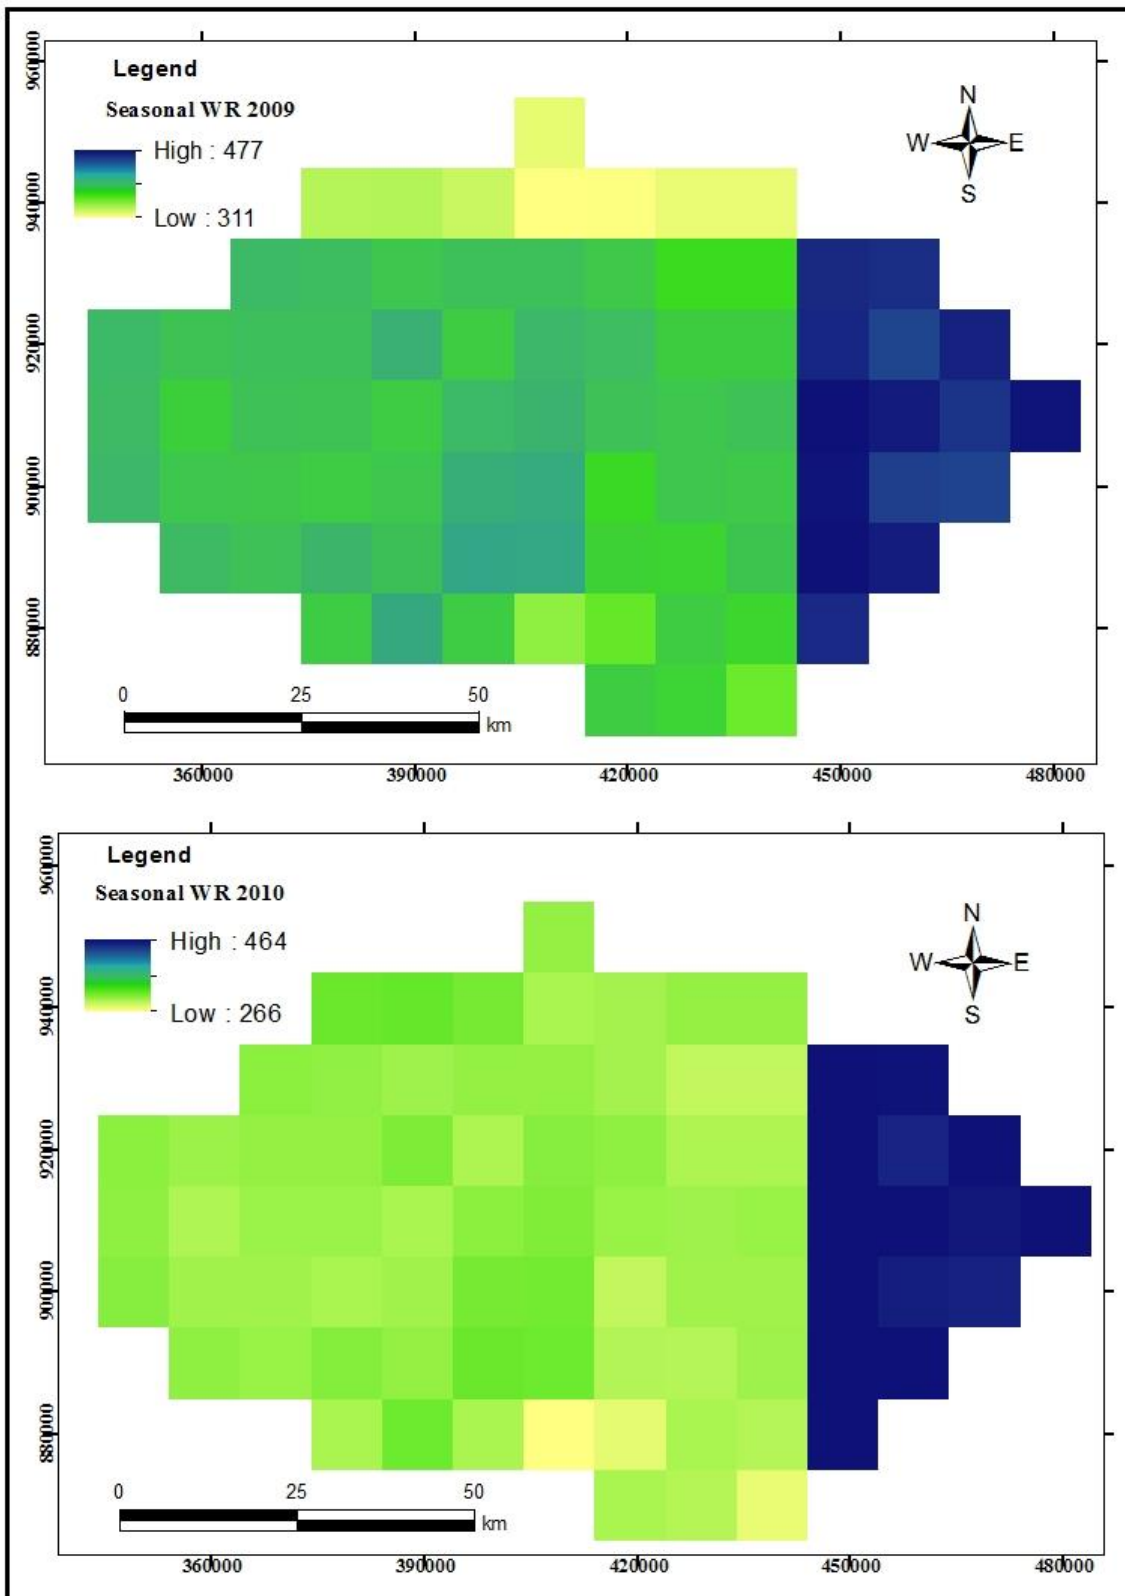 Legend
Seasonal WR 2009
High : 477
Low : 311
N
W E
S
960000
940000
920000
900000
880000
0 25 50
km
360000 390000 420000 450000 480000
Legend
Seasonal WR 2010
High : 464
Low : 266
N
W E
S
960000
940000
920000
900000
880000
0 25 50
km
360000 390000 420000 450000 480000